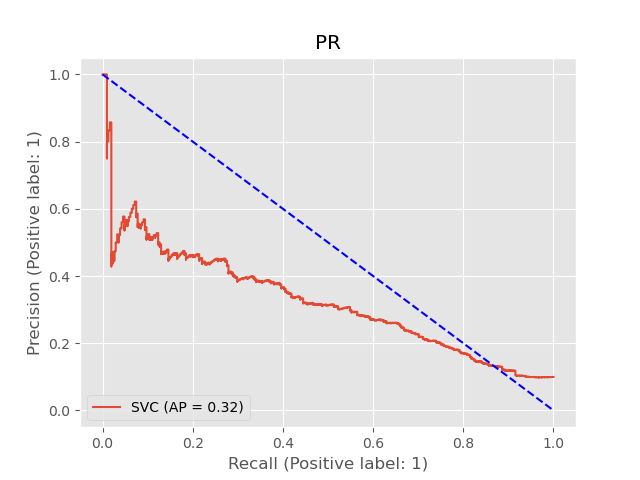 PR
Precision (Positive label: 1)
1.0
0.8
0.6
0.4
0.2
0.0
SVC (AP = 0.32)
0.0 0.2 0.4 0.6 0.8 1.0
Recall (Positive label: 1)